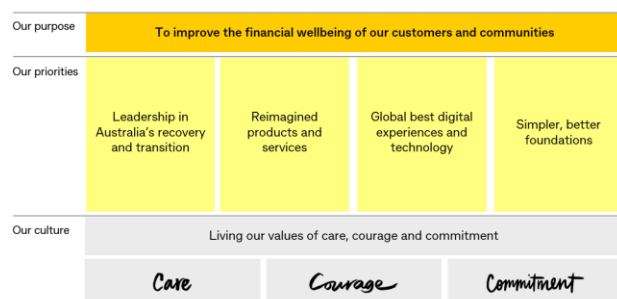 Our purpose
To improve the financial wellbeing of our customers and communities
Our priorities
Leadership in
Australia's recovery
and transition
Reimagined
products and
services
Global best digital
experiences and
technology
Simpler, better
foundations
Our culture
Living our values of care, courage and commitment
Care
Courage
Commitment